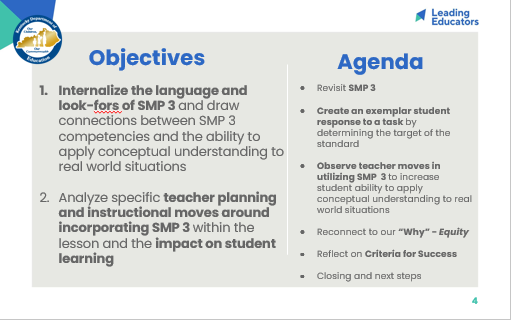 Leading
Educators
Kentucky Department of
Education
Objectives
1. Internalize the language and
look-fors of SMP 3 and draw
connections between SMP 3
competencies and the ability to
apply conceptual understanding to
real world situations
2. Analyze specific teacher planning
and instructional moves around
incorporating SMP 3 within the
lesson and the impact on student
learning
Agenda
• Revisit SMP 3
• Create an exemplar student
response to a task by
determining the target of the
standard
• Observe teacher moves in
utilizing SMP 3 to increase
student ability to apply
conceptual understanding to real
world situations
• Reconnect to our “Why” - Equity
• Reflect on Criteria for Success
• Closing and next steps
4